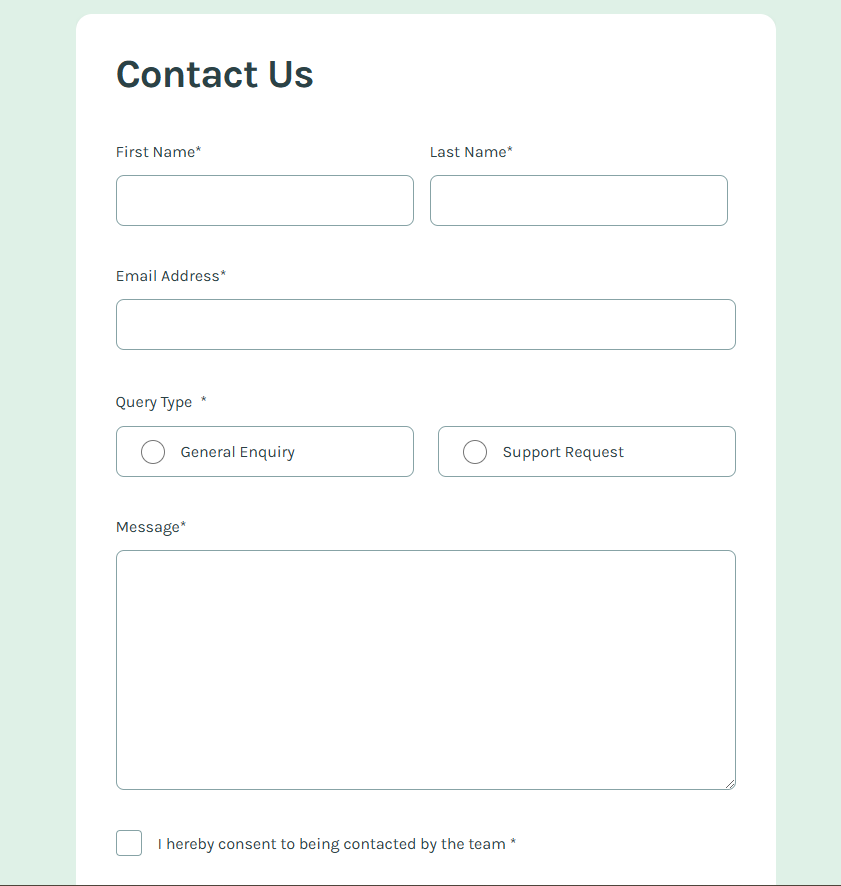 Contact Us
First Name* Last Name*
Email Address*
Query Type *
General Enquiry Support Request
Message*
I hereby consent to being contacted by the team *